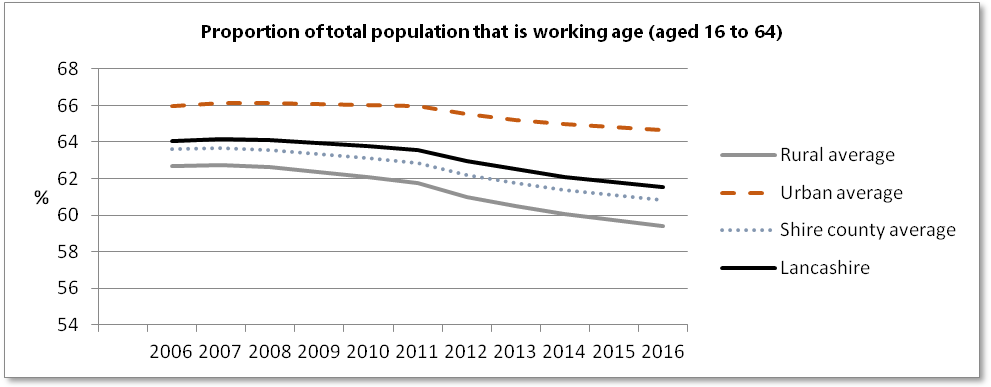 Proportion of total population that is working age (aged 16 to 64)
68
66
64
62
60
58
56
54
%
2006 2007 2008 2009 2010 2011 2012 2013 2014 2015 2016
Rural average
Urban average
Shire county average
Lancashire